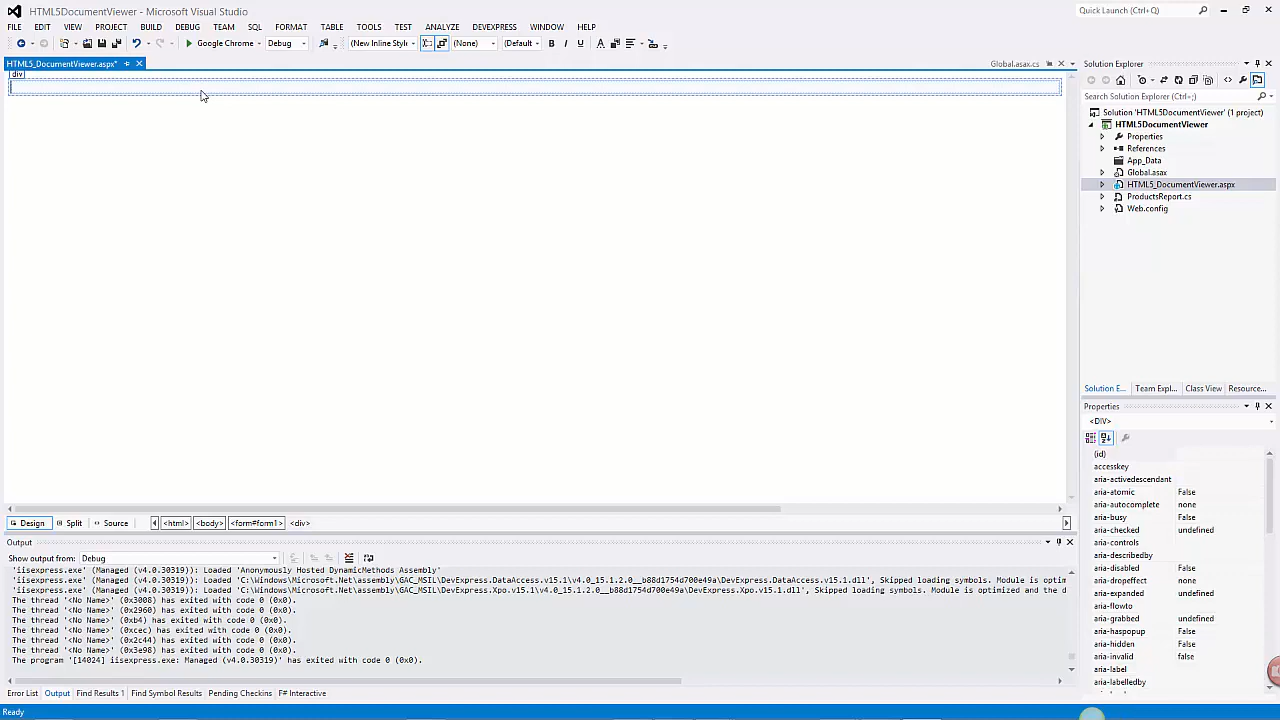 HTML5DocumentViewer - Microsoft Visual Studio
Quick Launch (Ctrl+Q)
FILE EDIT VIEW PROJECT BUILD DEBUG TEAM SQL FORMAT TABLE TOOLS TEST ANALYZE DEVEXPRESS WINDOW HELP
Google Chrome Debug (New Inline Style (None) (Default B I U A
HTML5_DocumentViewer.aspx*
Global.asax.cs
div
Solution Explorer
Search Solution Explorer (Ctrl+;)
Solution 'HTML5DocumentViewer' (1 project)
HTML5DocumentViewer
Properties
References
App_Data
Global.asax
HTML5_DocumentViewer.aspx
ProductsReport.cs
Web.config
Solution E... Team Expl... Class View Resource...
Properties
<DIV>
(id)
accesskey
aria-activedescendant
aria-atomic False
aria-autocomplete none
aria-busy False
aria-checked undefined
aria-controls
aria-describedby
aria-disabled False
aria-dropeffect none
aria-expanded undefined
aria-flowto
aria-grabbed undefined
aria-haspopup False
aria-hidden False
aria-invalid false
aria-label
aria-labelledby
Design Split Source <html> <body> <form#form1> <div>
Output
Show output from: Debug
'iisexpress.exe' (Managed (v4.0.30319)): Loaded 'Anonymously Hosted DynamicMethods Assembly'
'iisexpress.exe' (Managed (v4.0.30319)): Loaded 'C:\Windows\Microsoft.Net\assembly\GAC_MSIL\DevExpress.DataAccess.v15.1\v4.0_15.1.2.0__b88d1754d700e49a\DevExpress.DataAccess.v15.1.dll', Skipped loading symbols. Module is optim
'iisexpress.exe' (Managed (v4.0.30319)): Loaded 'C:\Windows\Microsoft.Net\assembly\GAC_MSIL\DevExpress.Xpo.v15.1\v4.0_15.1.2.0__b88d1754d700e49a\DevExpress.Xpo.v15.1.dll', Skipped loading symbols. Module is optimized and the d
The thread '<No Name>' (0x3008) has exited with code 0 (0x0).
The thread '<No Name>' (0x2960) has exited with code 0 (0x0).
The thread '<No Name>' (0xb4) has exited with code 0 (0x0).
The thread '<No Name>' (0xcec) has exited with code 0 (0x0).
The thread '<No Name>' (0x2c44) has exited with code 0 (0x0).
The thread '<No Name>' (0x3e98) has exited with code 0 (0x0).
The program '[14024] iisexpress.exe: Managed (v4.0.30319)' has exited with code 0 (0x0).
Error List Output Find Results 1 Find Symbol Results Pending Checkins F# Interactive
Ready